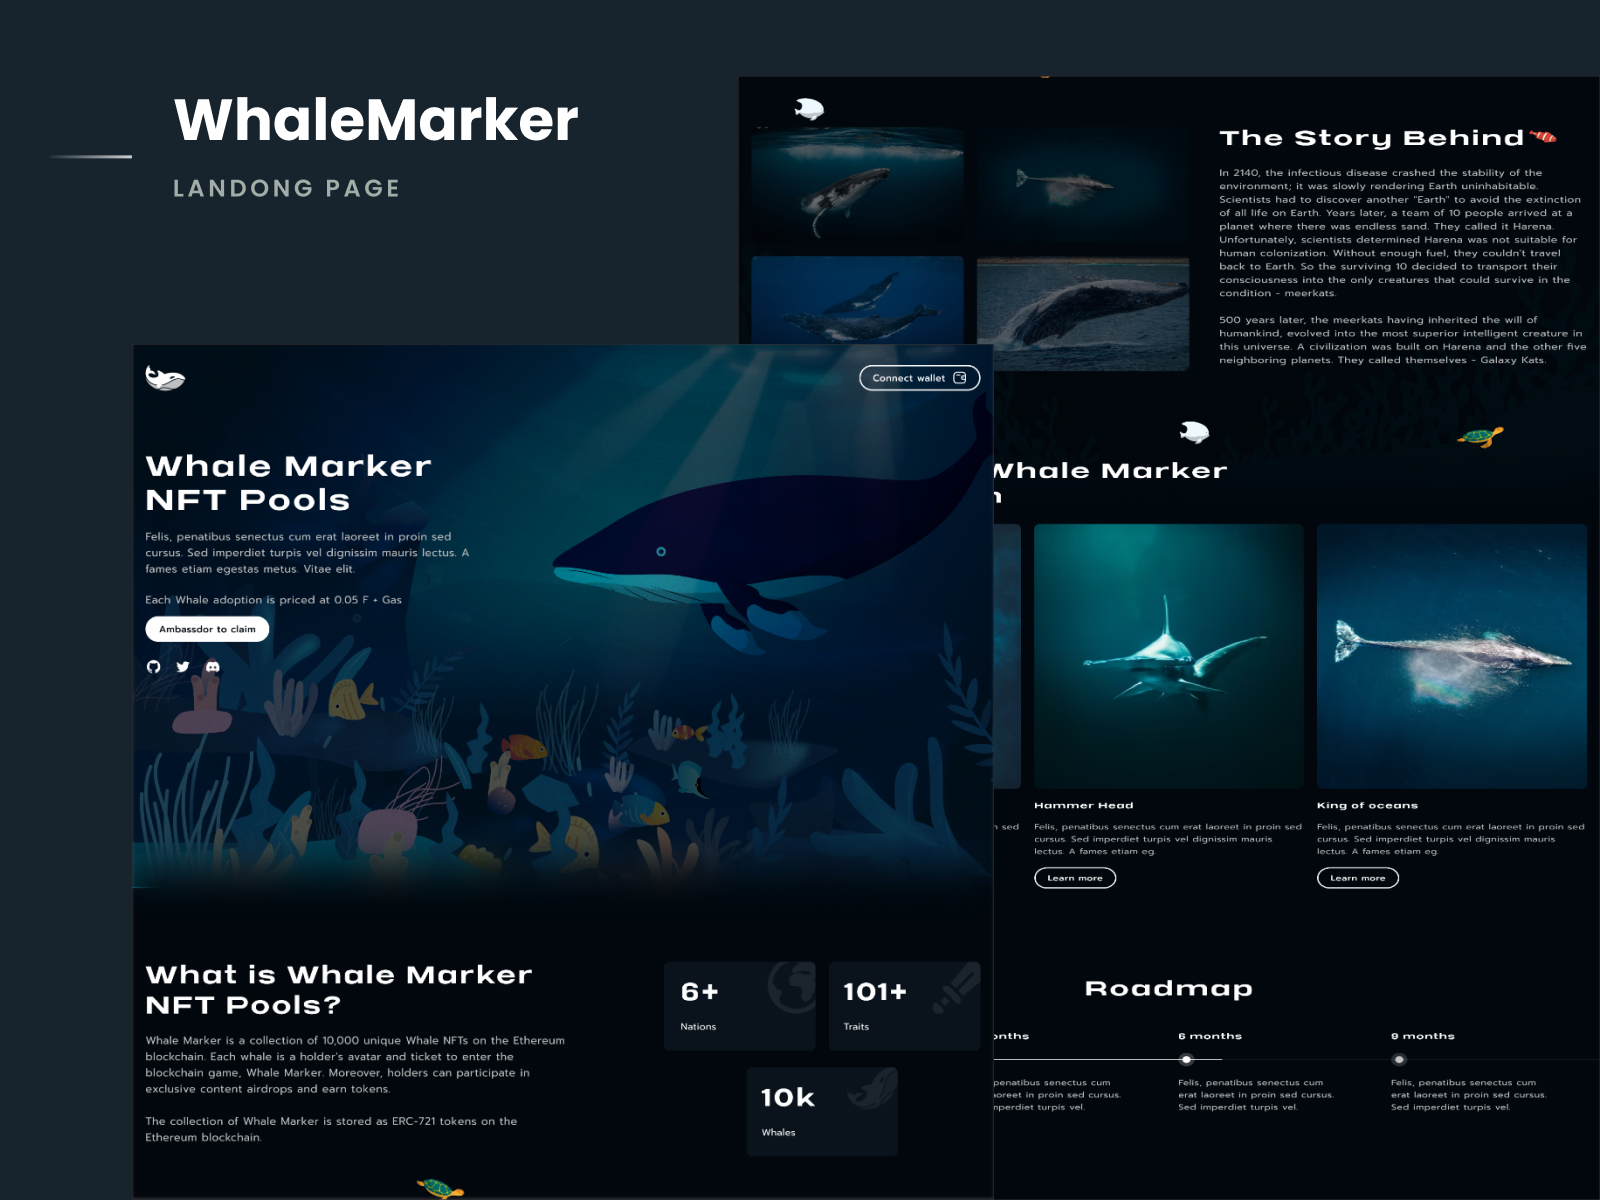 WhaleMarker
LANDONG PAGE
Connect wallet
Whale Marker
NFT Pools
Felis, penatibus senectus cum erat laoreet in proin sed
cursus. Sed imperdiet turpis vel dignissim mauris lectus. A
fames etiam egestas metus. Vitae elit.
Each Whale adoption is priced at 0.05 F + Gas
Ambassdor to claim
What is Whale Marker
NFT Pools?
Whale Marker is a collection of 10,000 unique Whale NFTs on the Ethereum
blockchain. Each whale is a holder's avatar and ticket to enter the
blockchain game, Whale Marker. Moreover, holders can participate in
exclusive content airdrops and earn tokens.
The collection of Whale Marker is stored as ERC-721 tokens on the
Ethereum blockchain.
6+
Nations
101+
Traits
10k
Whales
The Story Behind
In 2140, the infectious disease crashed the stability of the
environment; it was slowly rendering Earth uninhabitable.
Scientists had to discover another "Earth" to avoid the extinction
of all life on Earth. Years later, a team of 10 people arrived at a
planet where there was endless sand. They called it Harena.
Unfortunately, scientists determined Harena was not suitable for
human colonization. Without enough fuel, they couldn't travel
back to Earth. So the surviving 10 decided to transport their
consciousness into the only creatures that could survive in the
condition - meerkats.
500 years later, the meerkats having inherited the will of
humankind, evolved into the most superior intelligent creature in
this universe. A civilization was built on Harena and the other five
neighboring planets. They called themselves - Galaxy Kats.
Whale Marker
n
n sed
Hammer Head
Felis, penatibus senectus cum erat laoreet in proin sed
cursus. Sed imperdiet turpis vel dignissim mauris
lectus. A fames etiam eg.
Learn more
King of oceans
Felis, penatibus senectus cum erat laoreet in proin sed
cursus. Sed imperdiet turpis vel dignissim mauris
lectus. A fames etiam eg.
Learn more
Roadmap
onths
penatibus senectus cum
oreet in proin sed cursus.
mperdiet turpis vel.
6 months
Felis, penatibus senectus cum
erat laoreet in proin sed cursus.
Sed imperdiet turpis vel.
9 months
Felis, penatibus senectus cum
erat laoreet in proin sed cursus.
Sed imperdiet turpis vel.